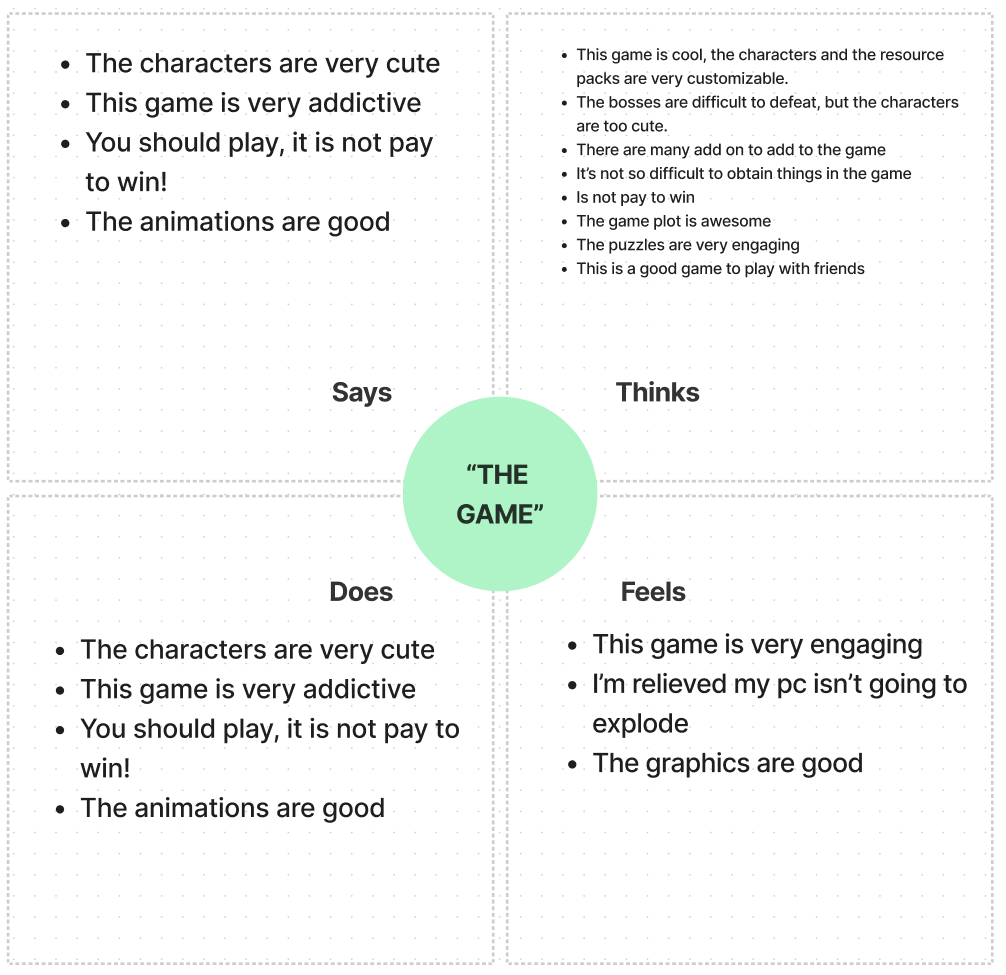 • The characters are very cute
• This game is very addictive
• You should play, it is not pay
to win!
• The animations are good
Says
• This game is cool, the characters and the resource
packs are very customizable.
• The bosses are difficult to defeat, but the characters
are too cute.
• There are many add on to add to the game
• It’s not so difficult to obtain things in the game
• Is not pay to win
• The game plot is awesome
• The puzzles are very engaging
• This is a good game to play with friends
Thinks
“THE
GAME”
Does
• The characters are very cute
• This game is very addictive
• You should play, it is not pay to
win!
• The animations are good
Feels
• This game is very engaging
• I’m relieved my pc isn’t going to
explode
• The graphics are good